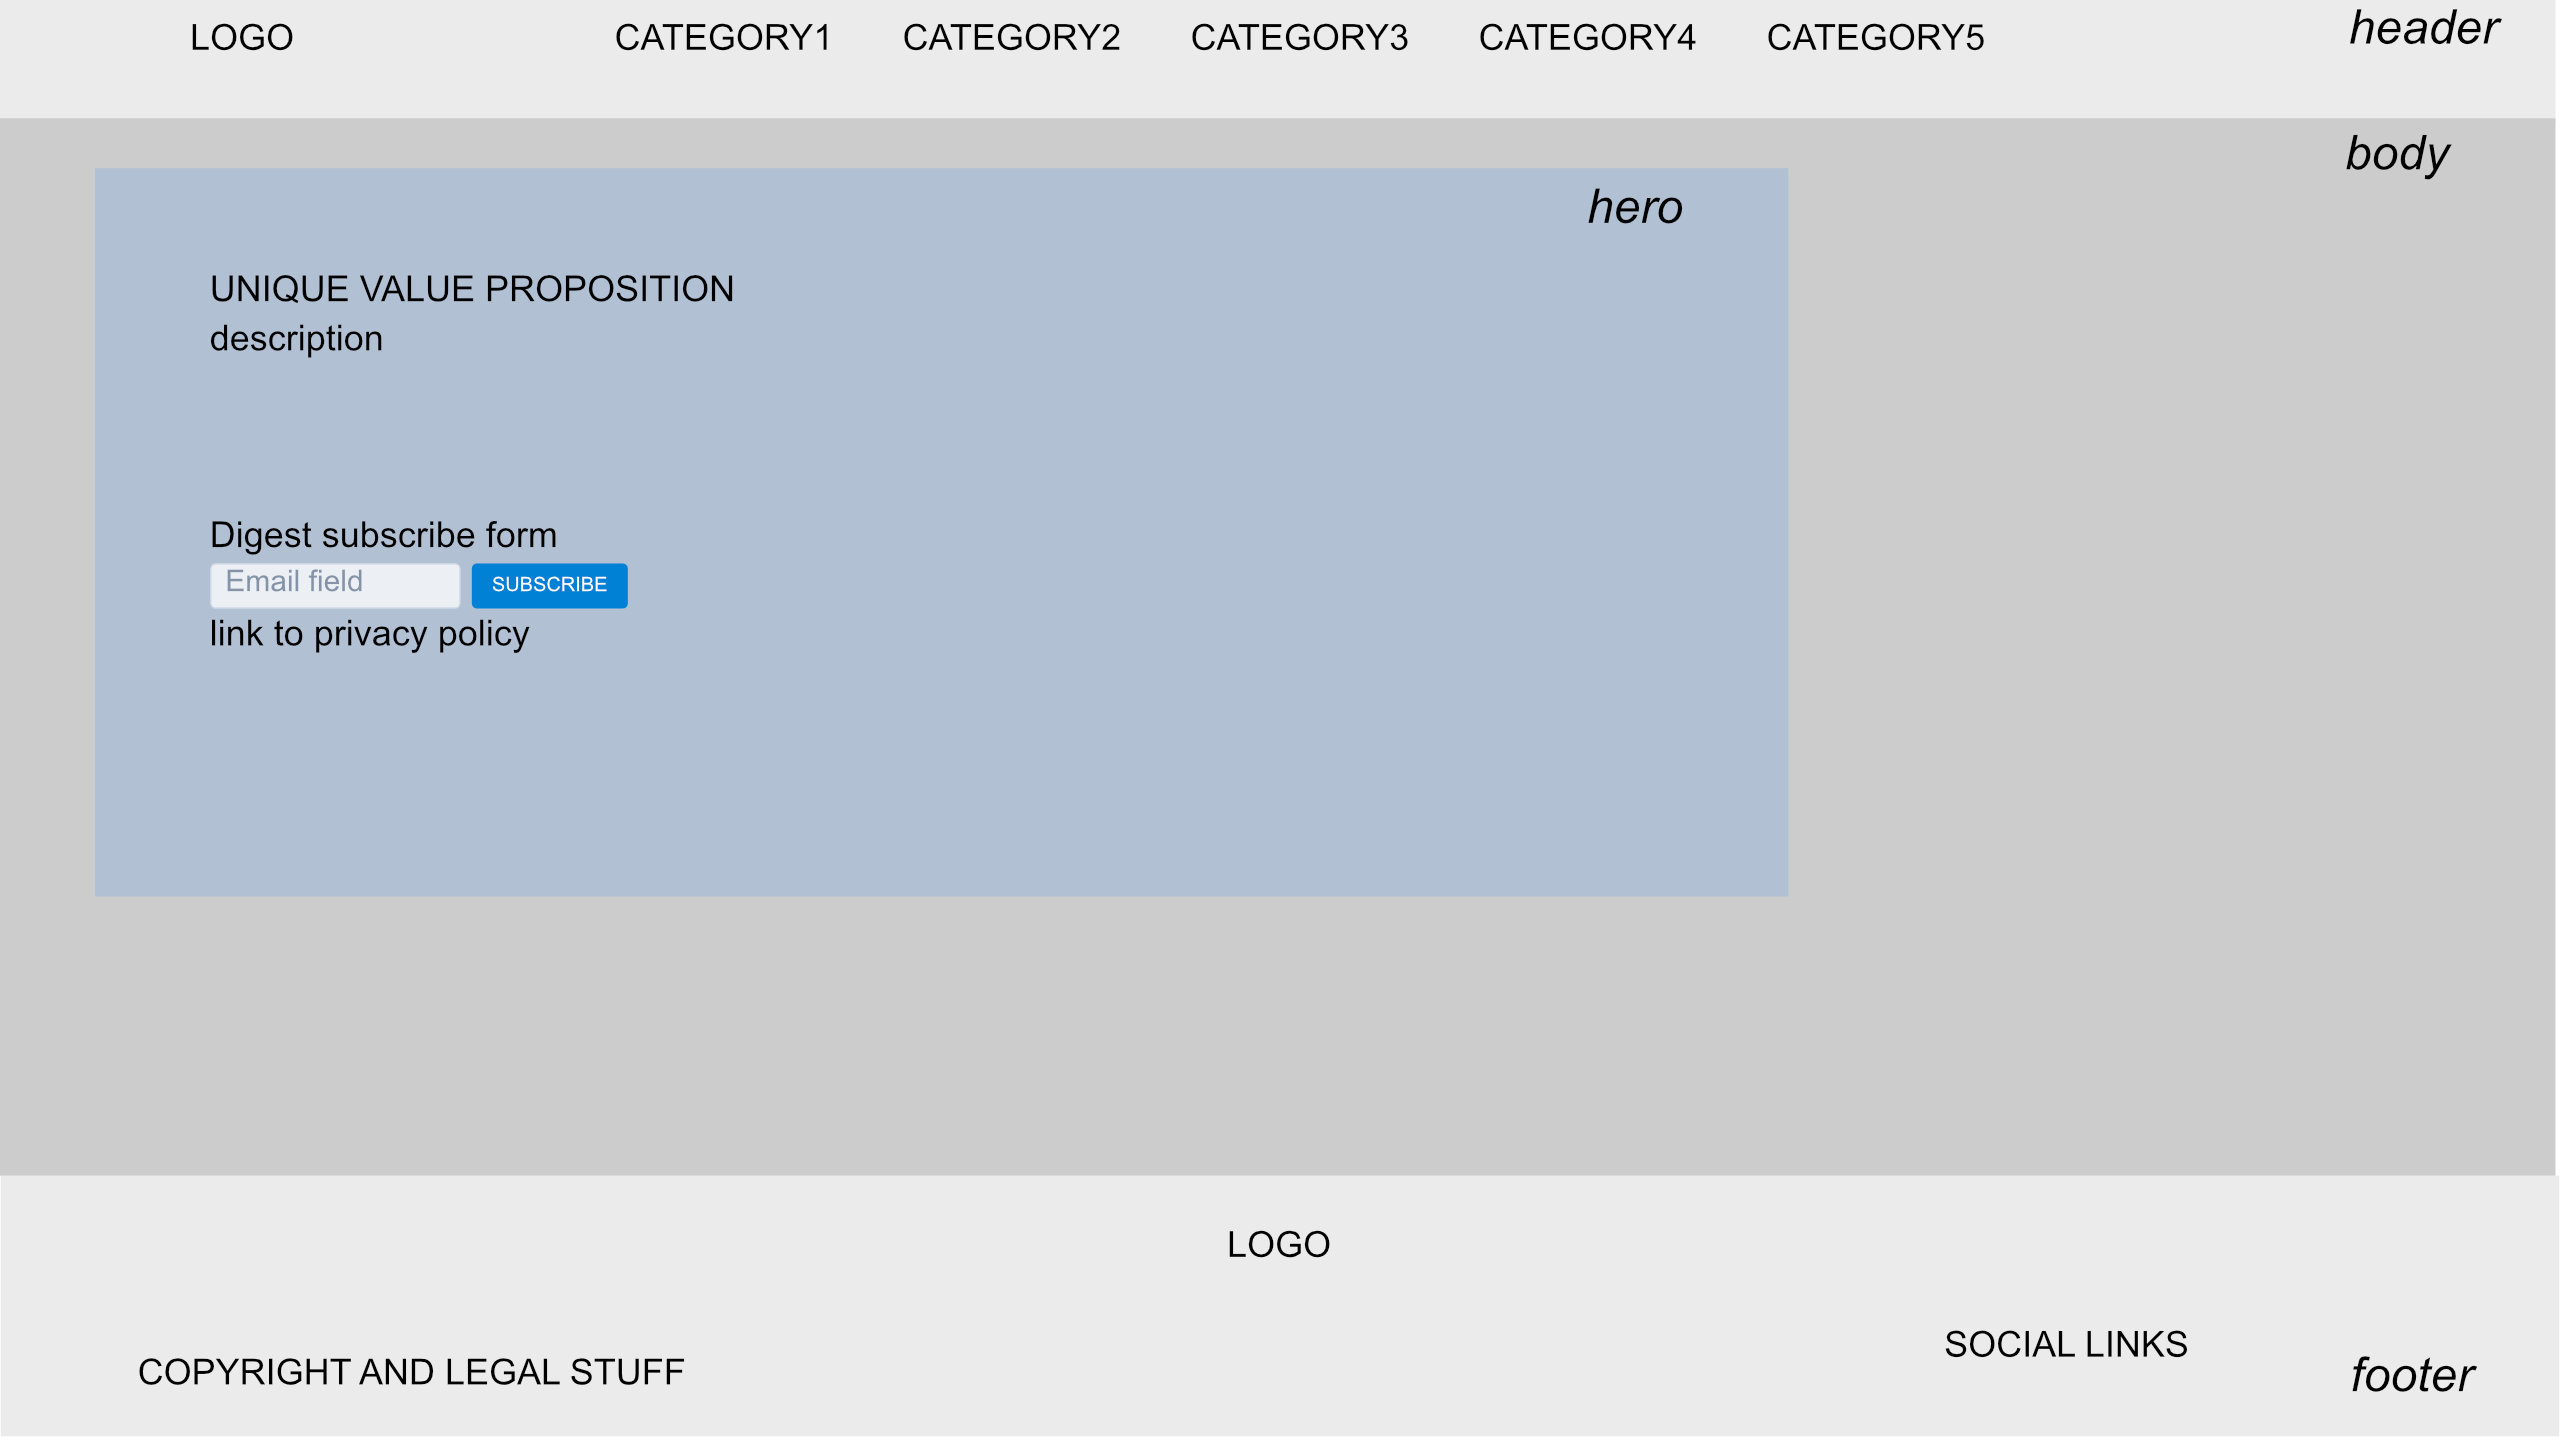 LOGO CATEGORY1 CATEGORY2 CATEGORY3 CATEGORY4 CATEGORY5 header
body
hero
UNIQUE VALUE PROPOSITION
description
Digest subscribe form
Email field SUBSCRIBE
link to privacy policy
LOGO
SOCIAL LINKS
COPYRIGHT AND LEGAL STUFF footer